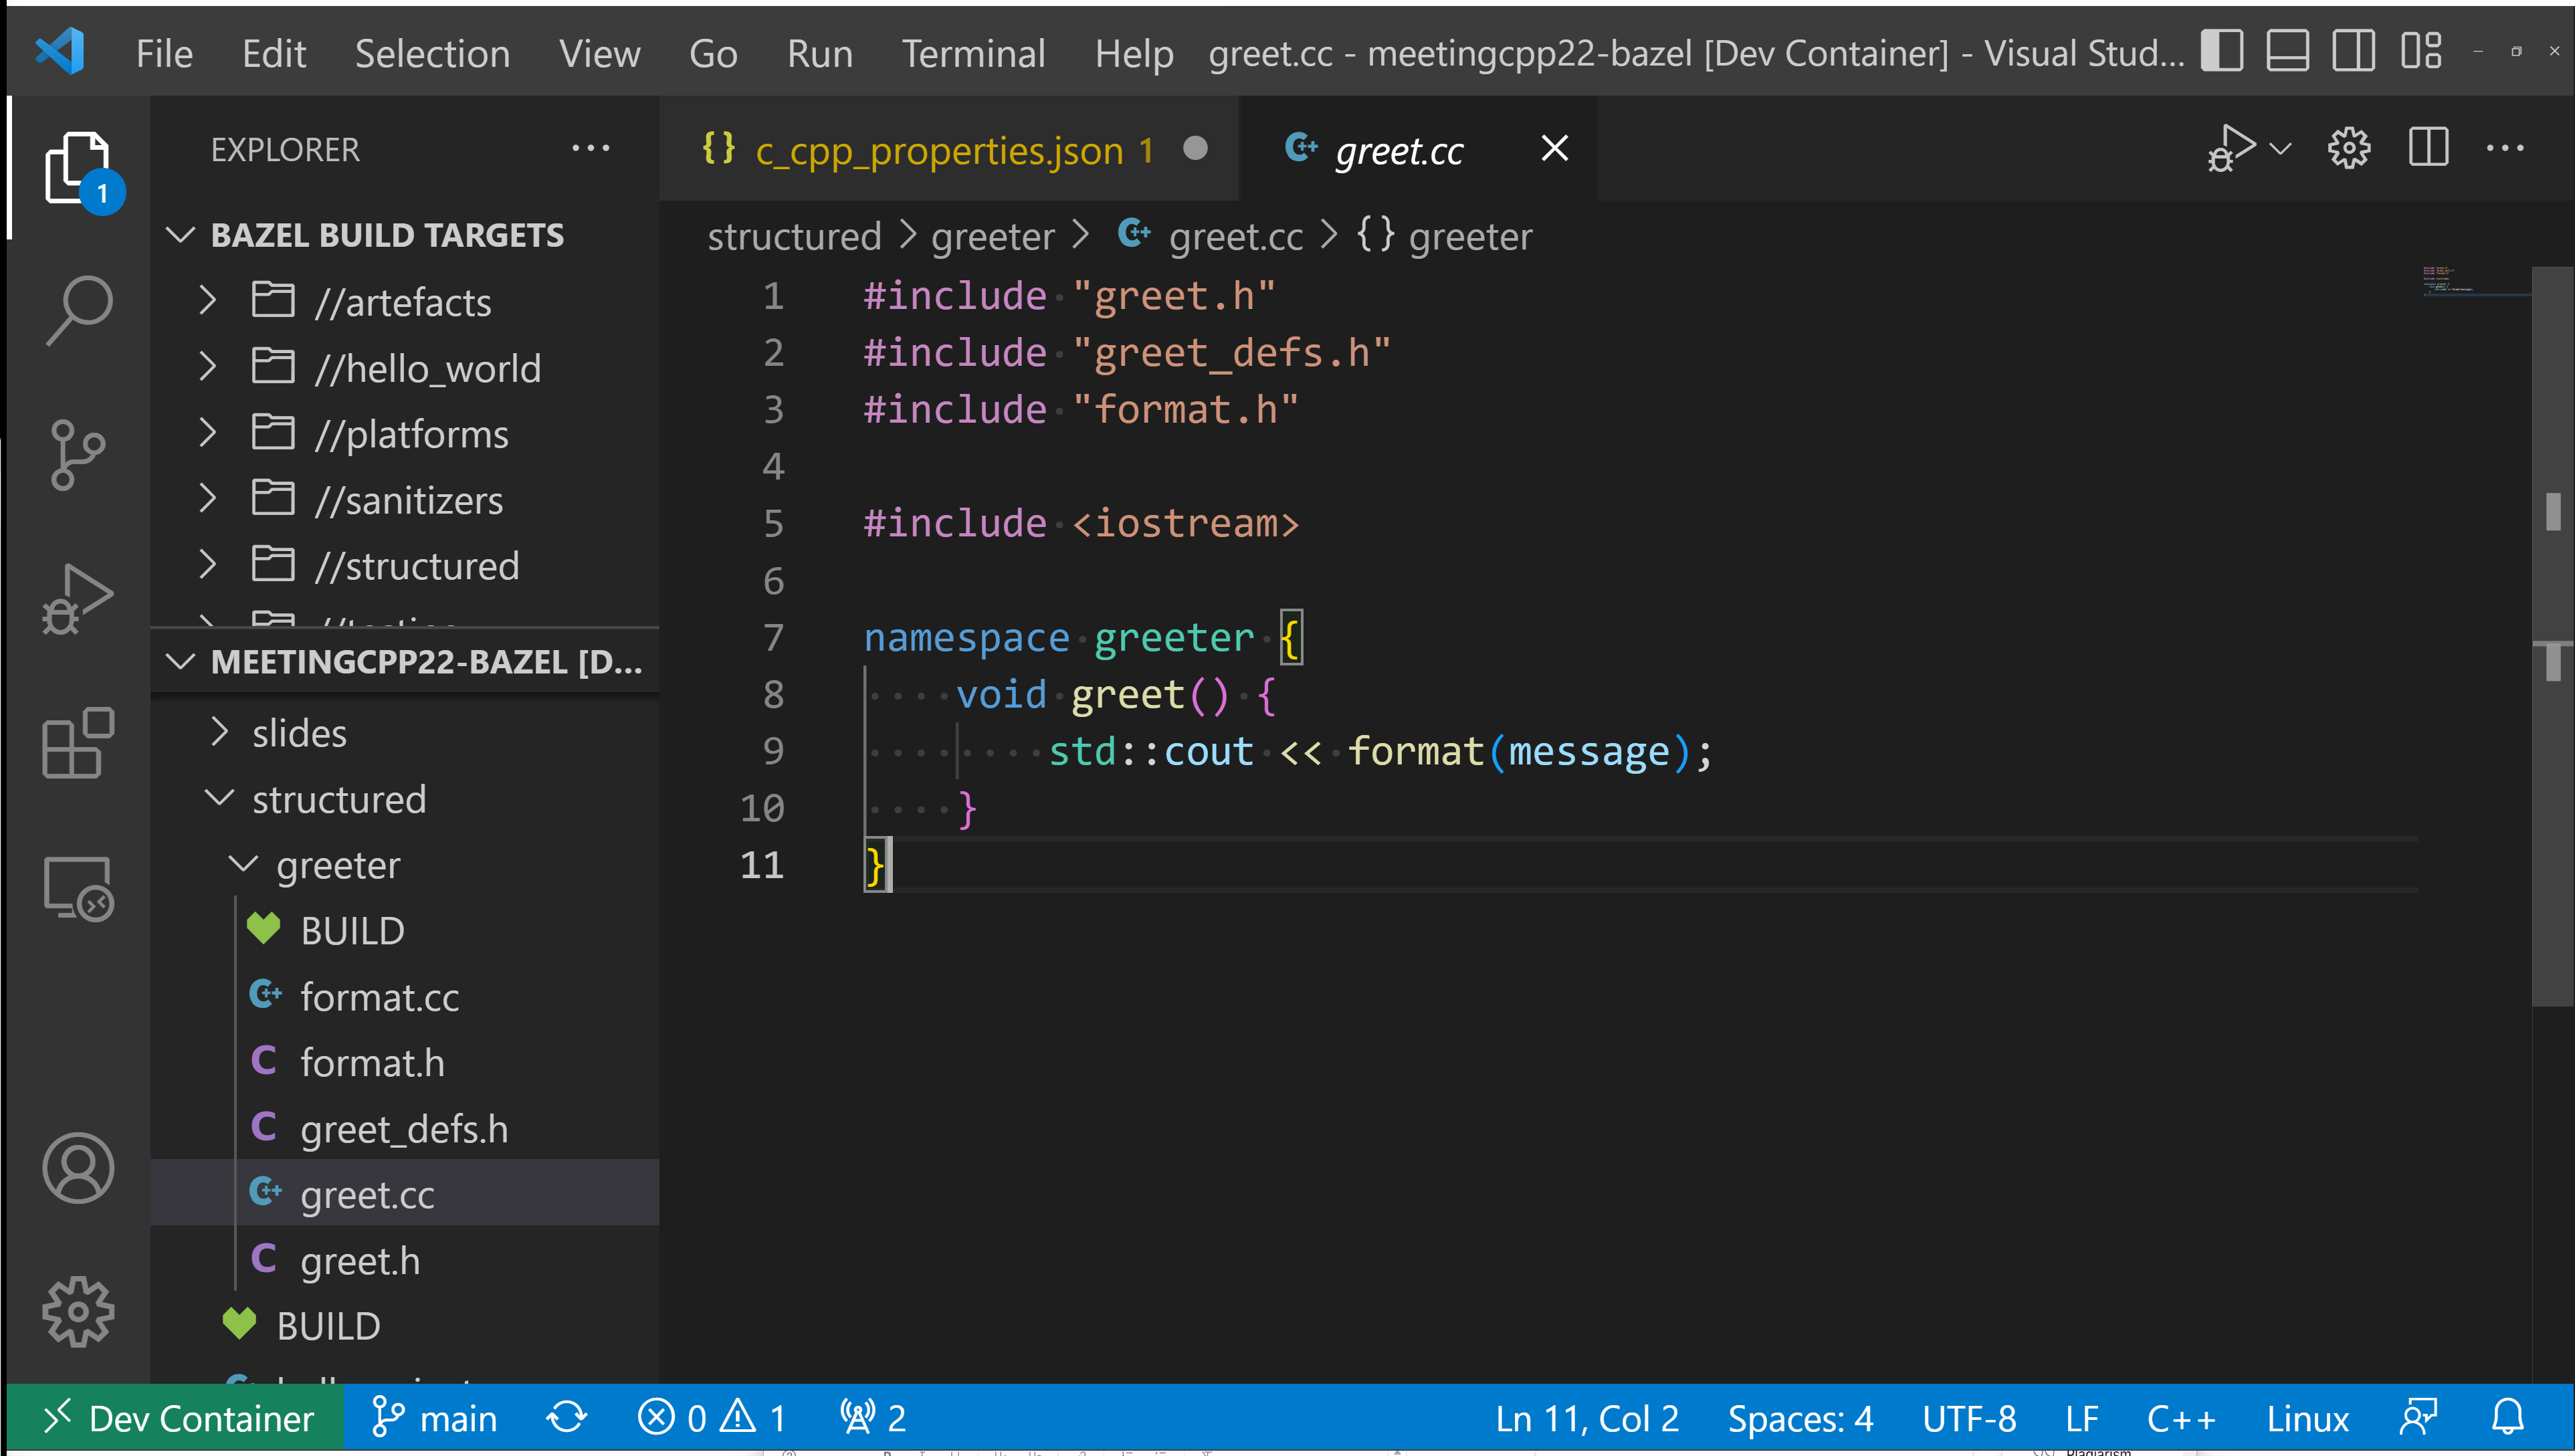 File Edit Selection View Go Run Terminal Help greet.cc - meetingcpp22-bazel [Dev Container] - Visual Stud...
EXPLORER
1
BAZEL BUILD TARGETS
//artefacts
//hello_world
//platforms
//sanitizers
//structured
MEETINGCPP22-BAZEL [D...
slides
structured
greeter
BUILD
format.cc
format.h
greet_defs.h
greet.cc
greet.h
BUILD
{} c_cpp_properties.json 1
greet.cc
structured > greeter > greet.cc > {} greeter
1 #include "greet.h"
2 #include "greet_defs.h"
3 #include "format.h"
4
5 #include <iostream>
6
7 namespace greeter {
8 void greet() {
9 std::cout << format(message);
10 }
11 }
Dev Container main 0 1 2 Ln 11, Col 2 Spaces: 4 UTF-8 LF C++ Linux